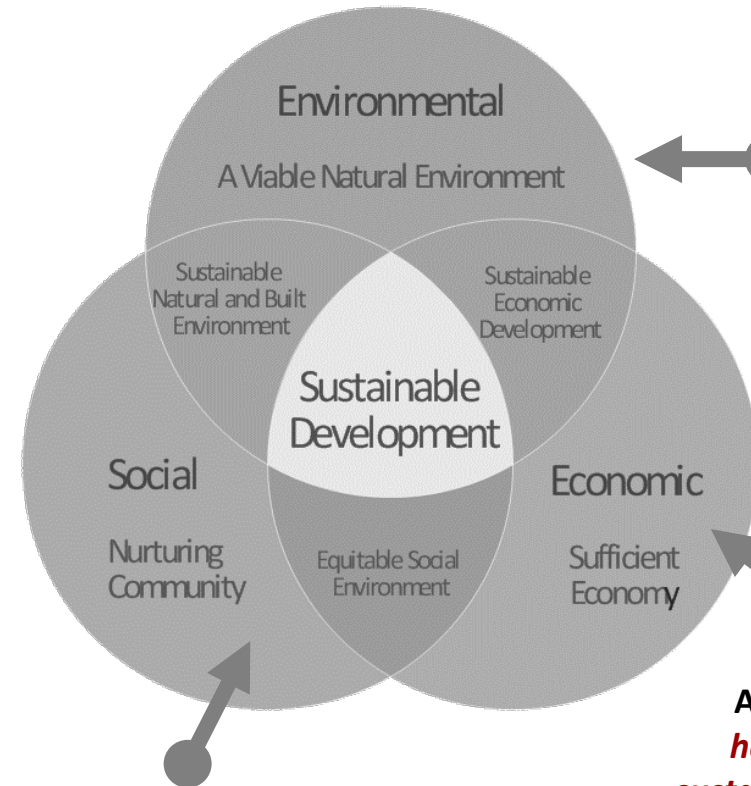 Environmental
A Viable Natural Environment
Sustainable
Natural and Built
Environment
Sustainable
Economic
Development
Sustainable
Development
Social
Nurturing
Community
Economic
Sufficient
Economy
Equitable Social
Environment
A